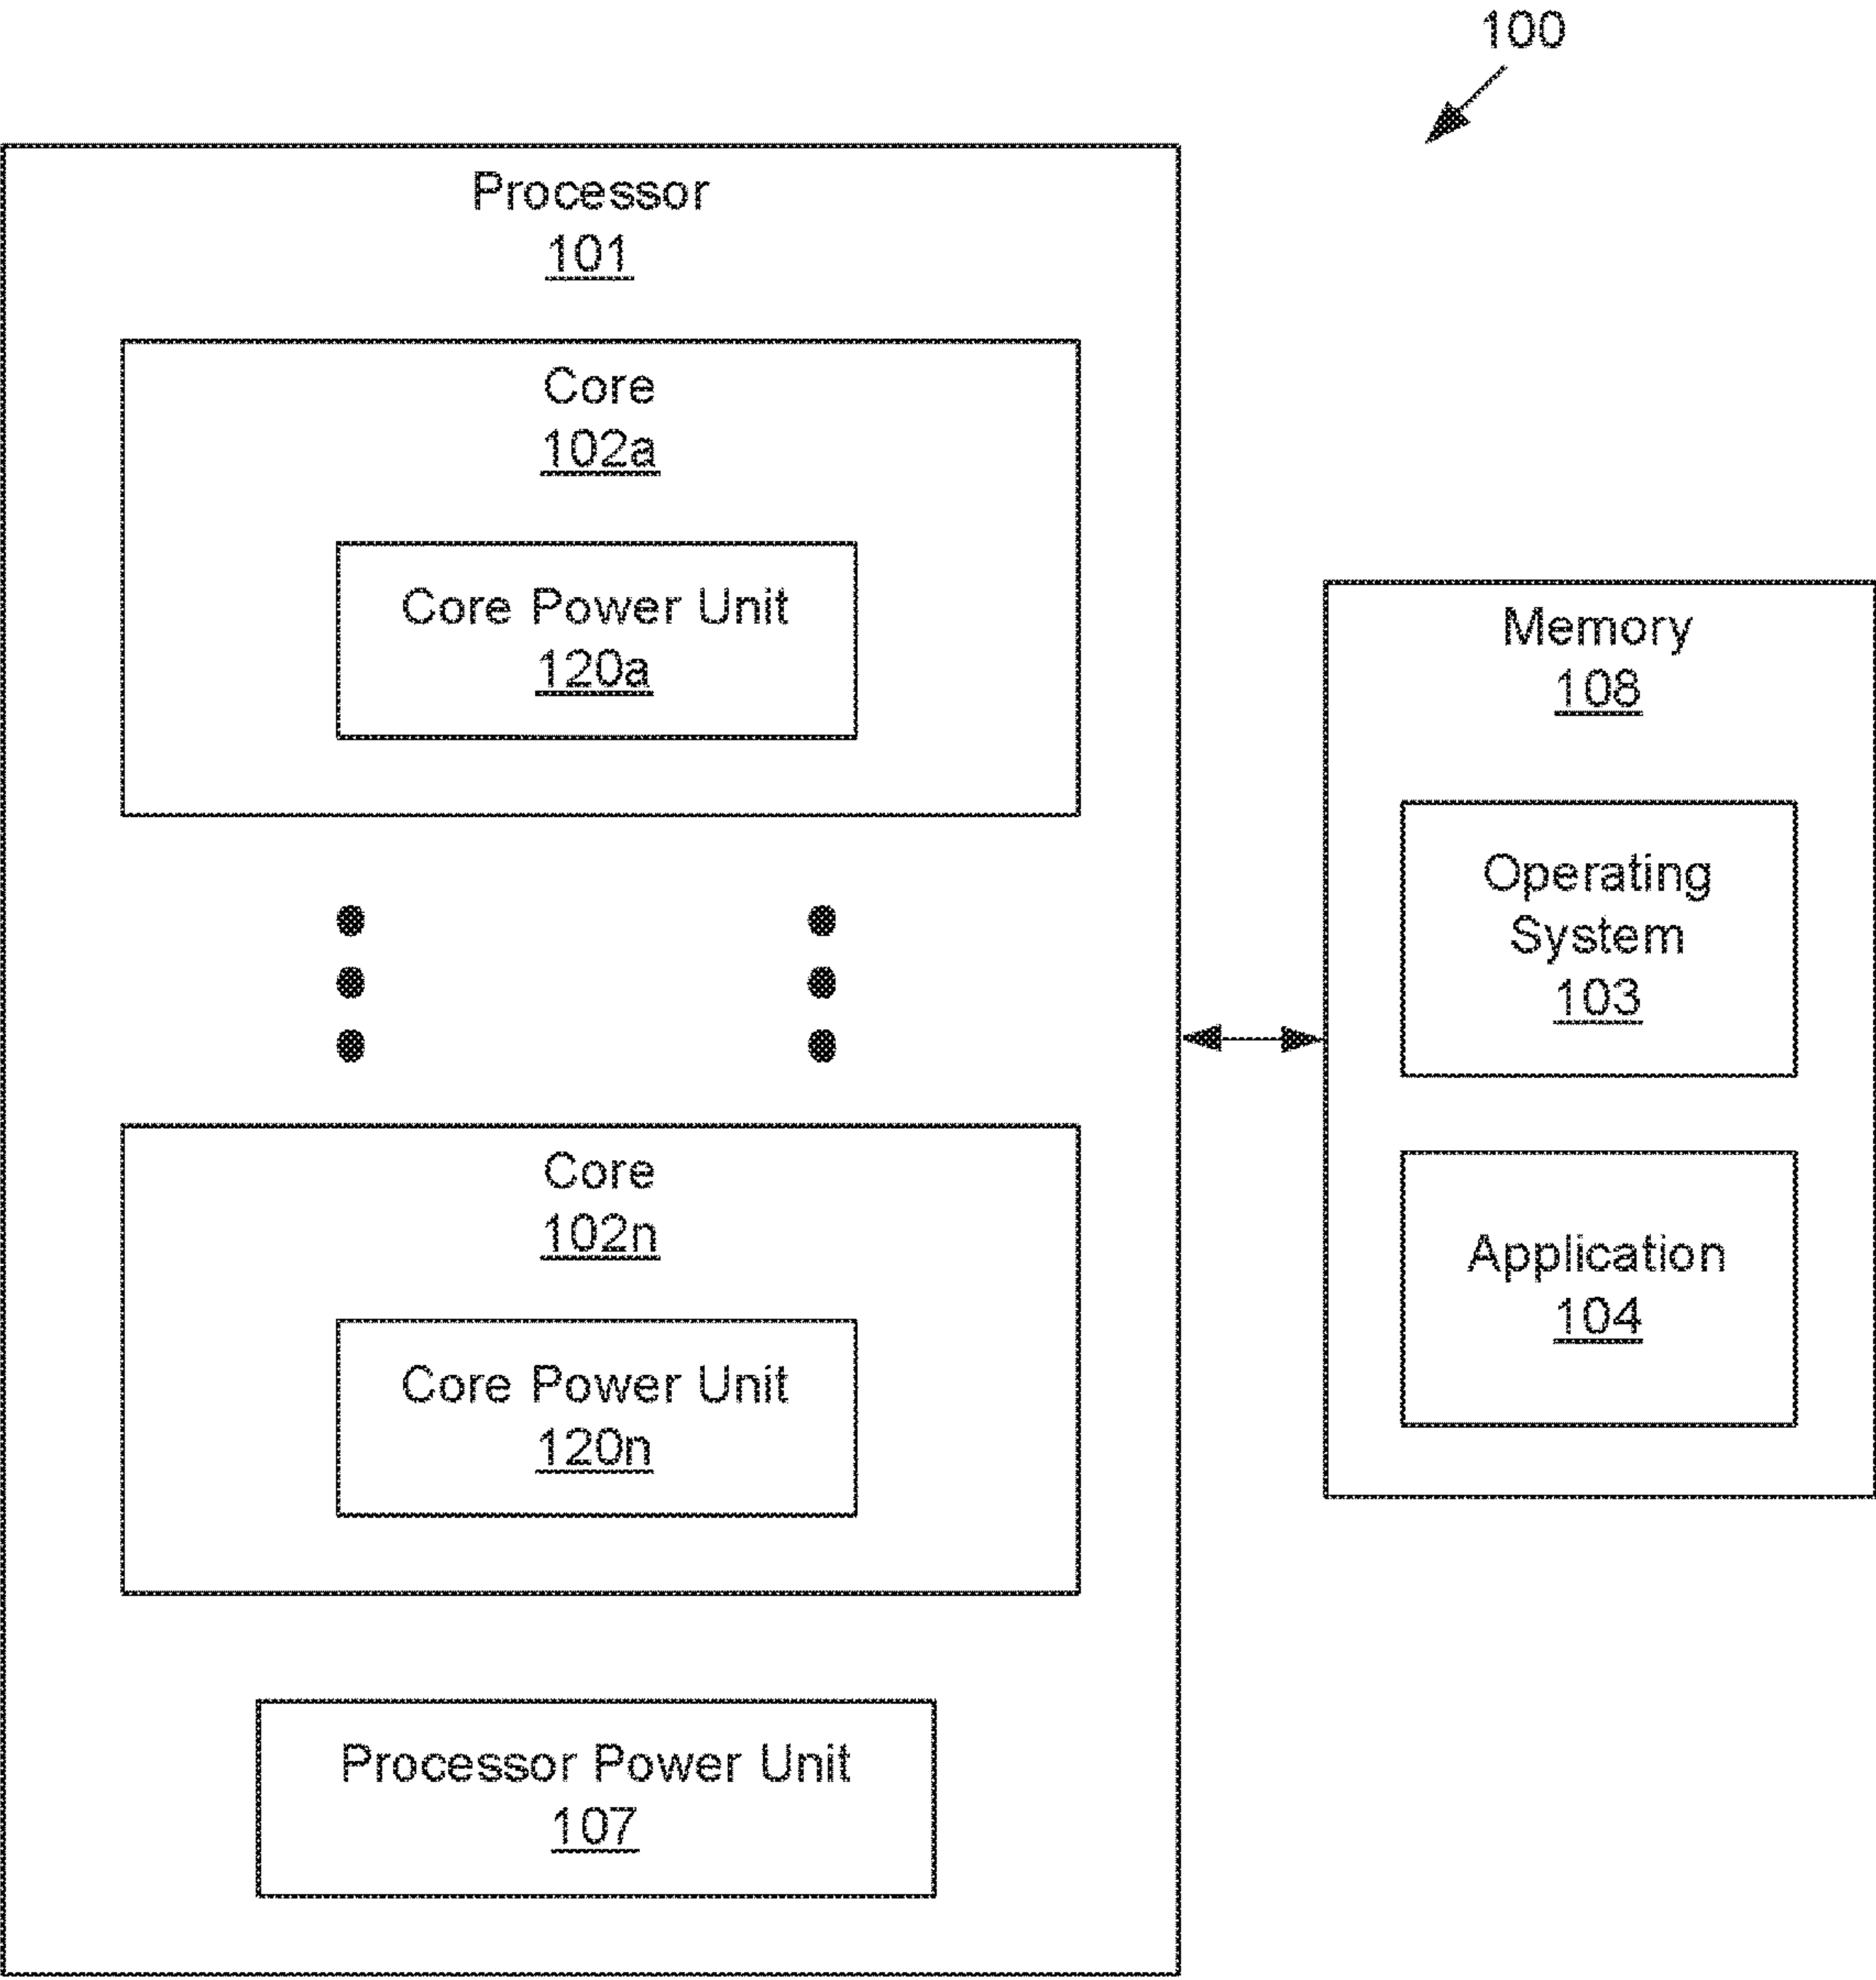 100
Processor
101
Core
102a
Core Power Unit
120a
Core
102n
Core Power Unit
120n
Processor Power Unit
107
Memory
108
Operating
System
103
Application
104